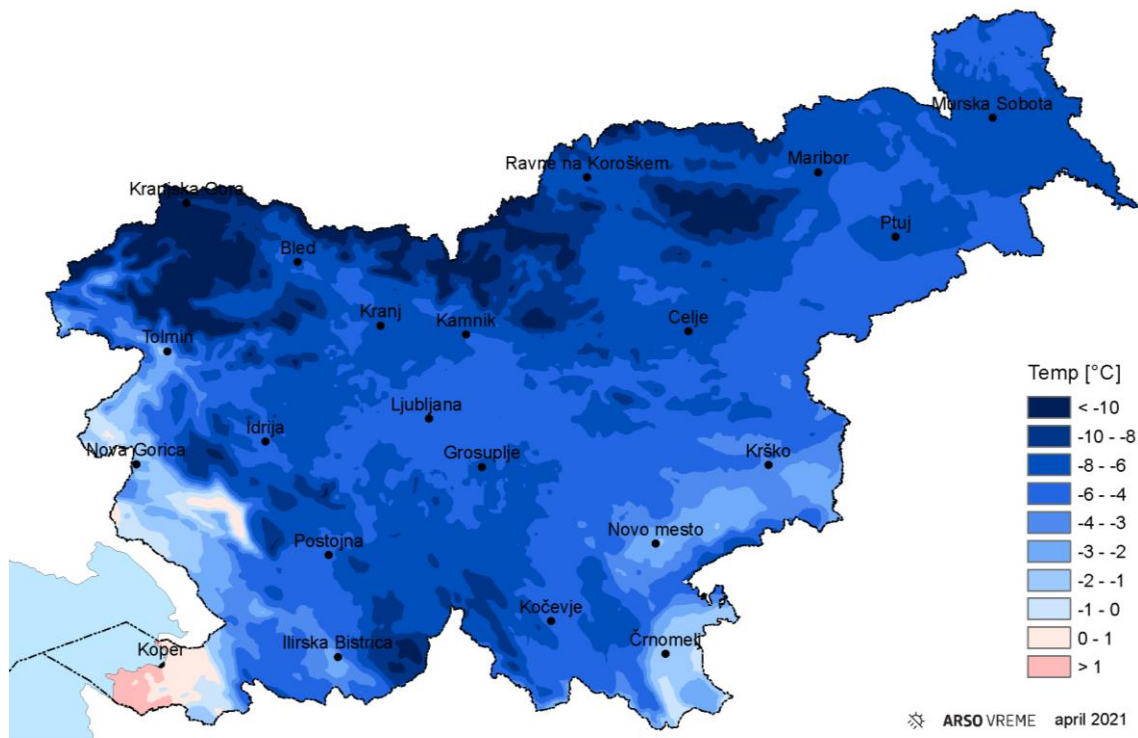 Murska Sobota
Ravne na Koroškem
Maribor
Kranjska Gora
Ptuj
Bled
Kranj
Kamnik
Celje
Tolmin
Ljubljana
Idrija
Nova Gorica
Grosuplje
Krško
Novo mesto
Postojna
Kočevje
Koper
Ilirska Bistrica
Črnomelj
Temp [°C]
< -10
-10 - -8
-8 - -6
-6 - -4
-4 - -3
-3 - -2
-2 - -1
-1 - 0
0 - 1
> 1
ARSO VREME april 2021